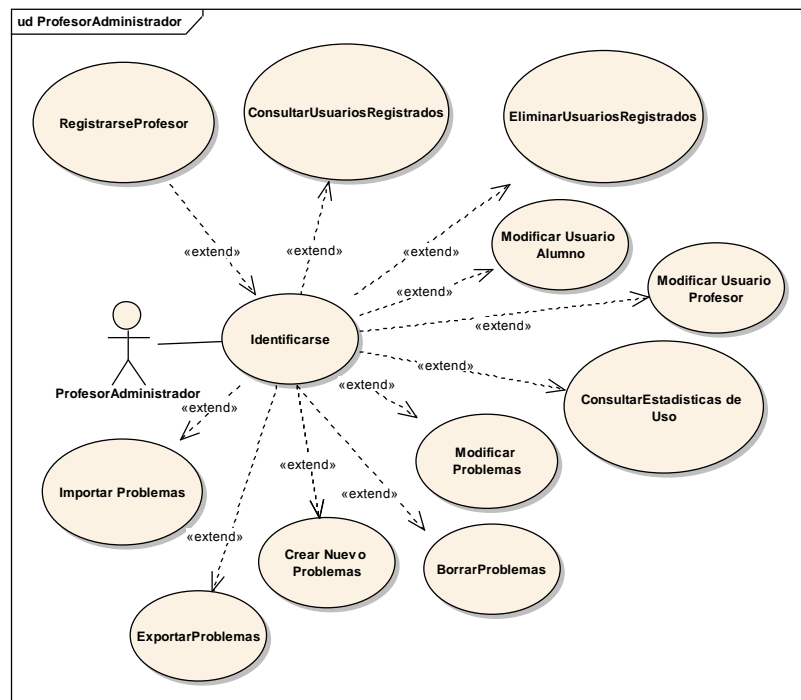 ud ProfesorAdministrador
RegistrarseProfesor
ConsultarUsuariosRegistrados
EliminarUsuariosRegistrados
«extend»
«extend»
«extend»
Modificar Usuario
Alumno
«extend»
Modificar Usuario
Profesor
«extend»
Identificarse
ProfesorAdministrador
«extend»
ConsultarEstadisticas de
Uso
«extend»
«extend»
Modificar
Problemas
Importar Problemas
«extend»
«extend»
«extend»
Crear Nuevo
Problemas
BorrarProblemas
ExportarProblemas